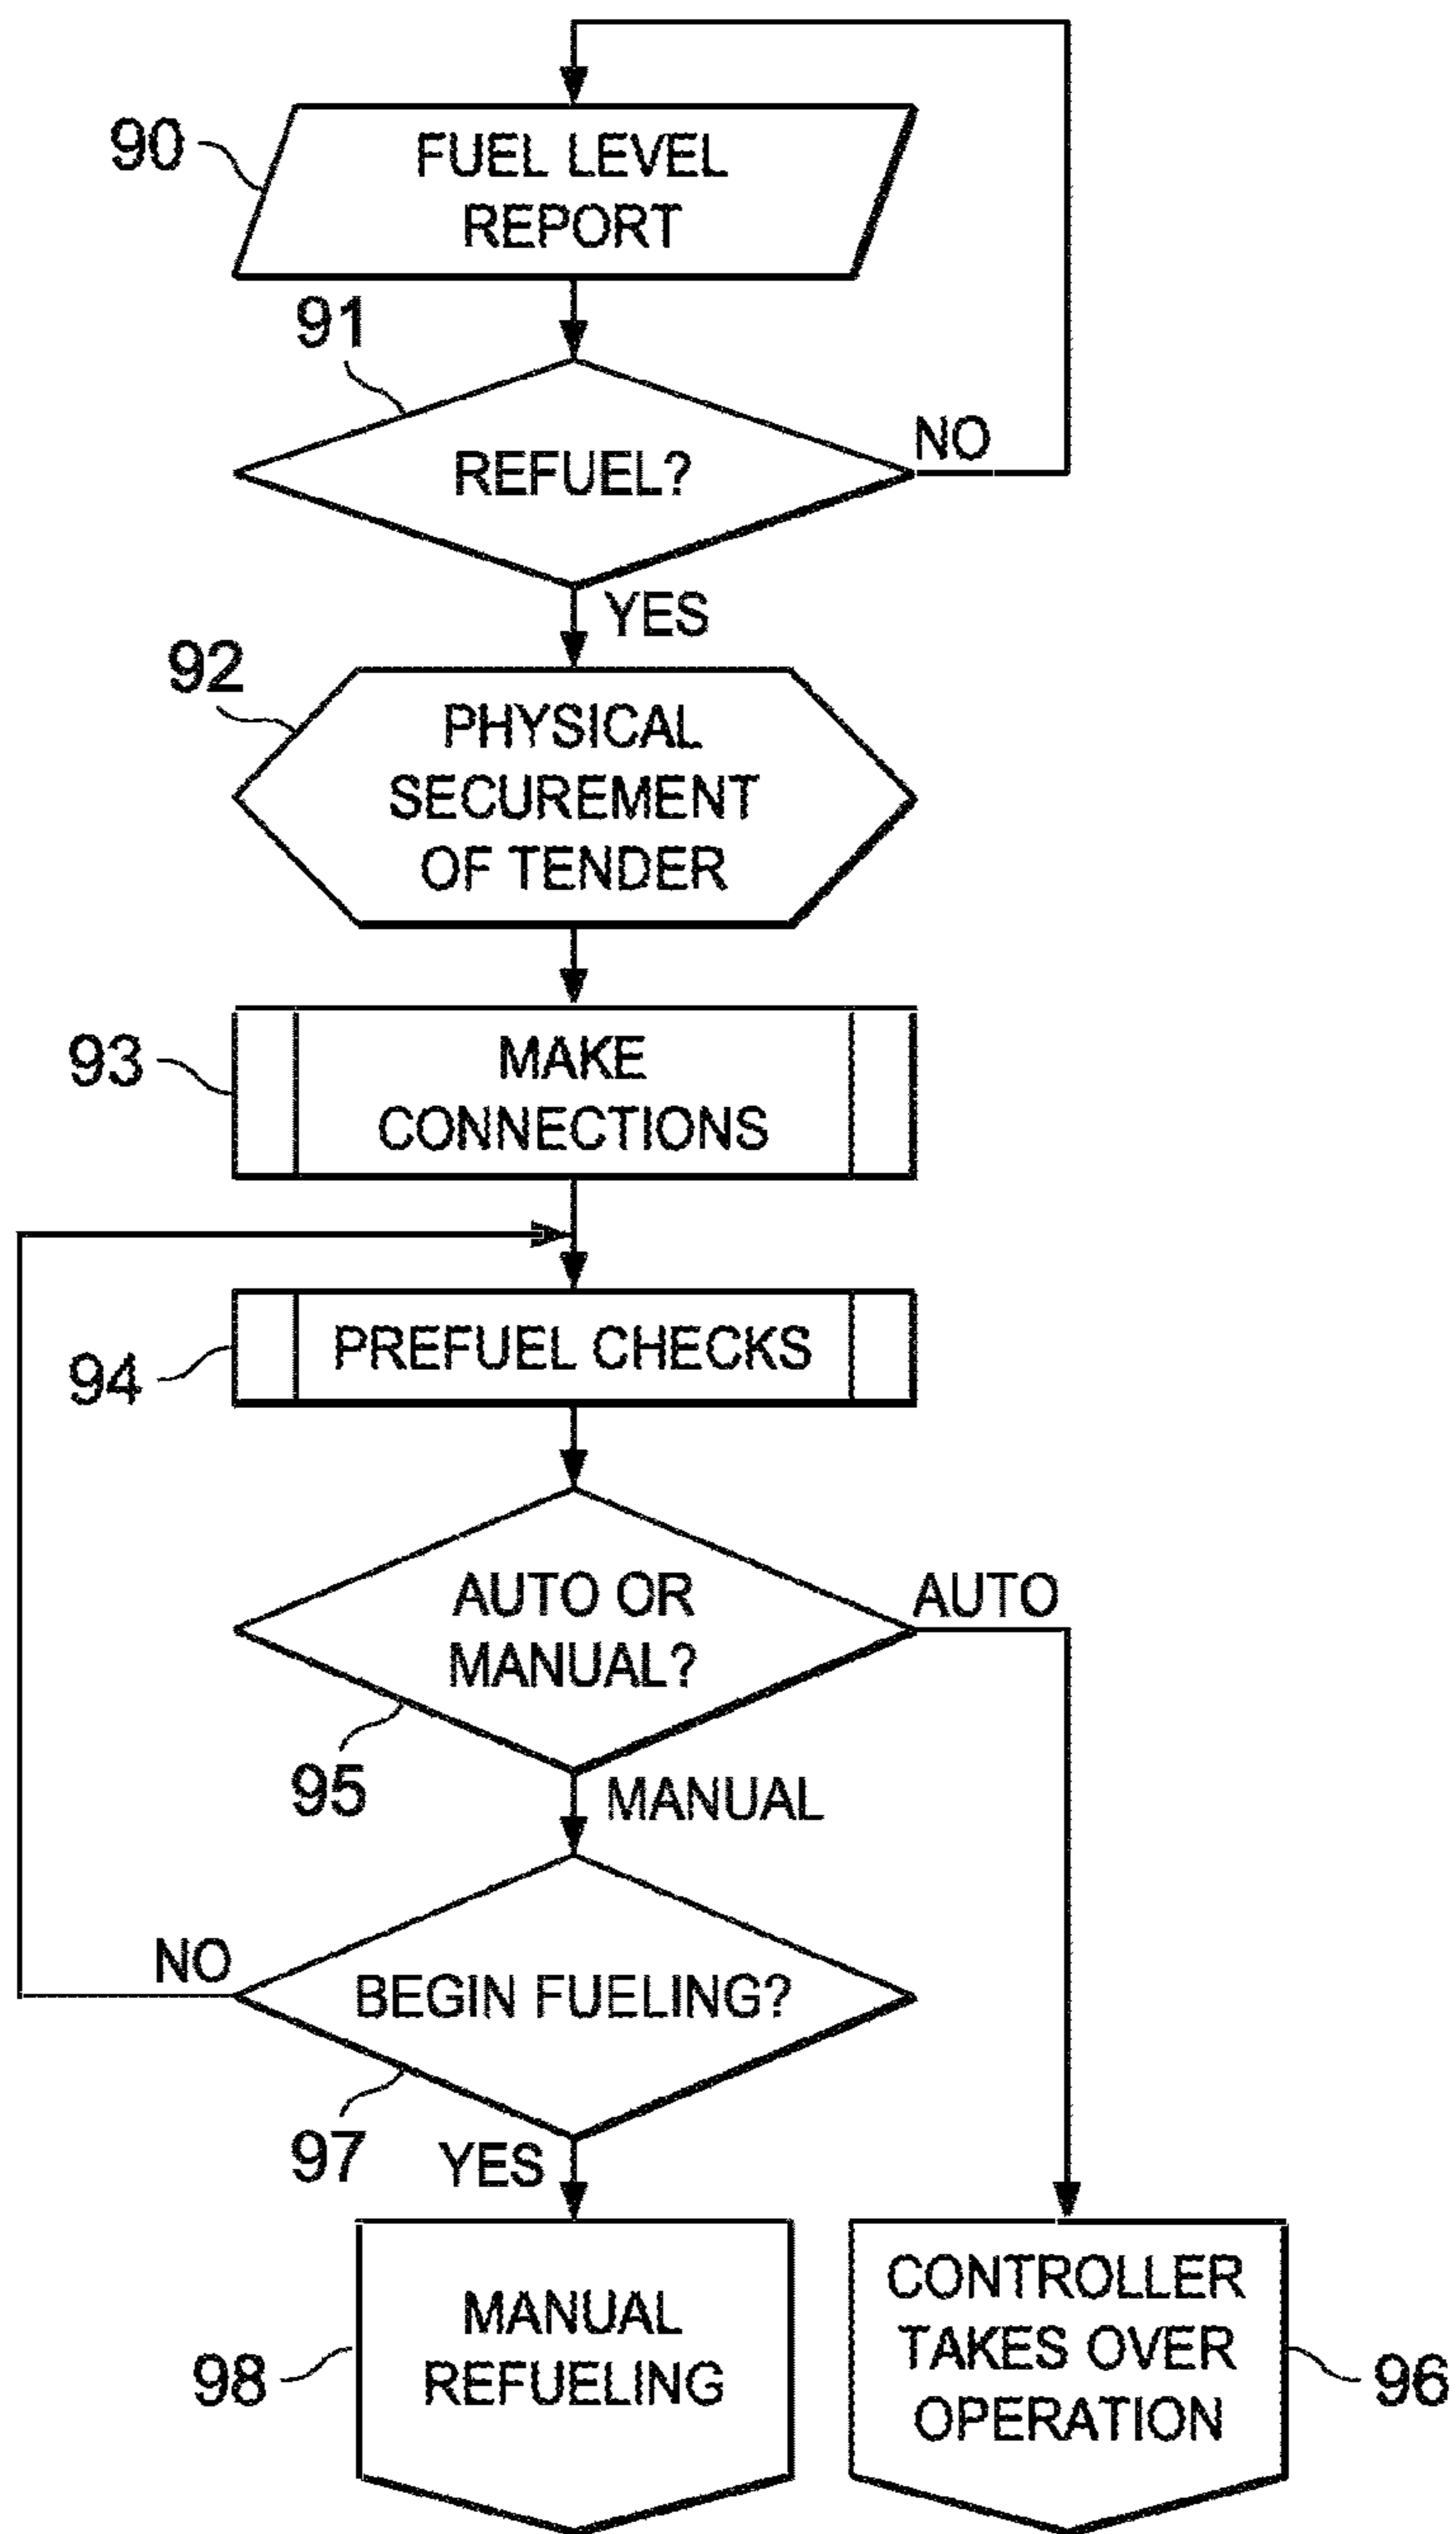 90
FUEL LEVEL
REPORT
91
REFUEL?
NO
YES
92
PHYSICAL
SECUREMENT
OF TENDER
93
MAKE
CONNECTIONS
94
PREFUEL CHECKS
AUTO OR
MANUAL?
AUTO
95
MANUAL
NO
BEGIN FUELING?
97
YES
98
MANUAL
REFUELING
CONTROLLER
TAKES OVER
OPERATION
96